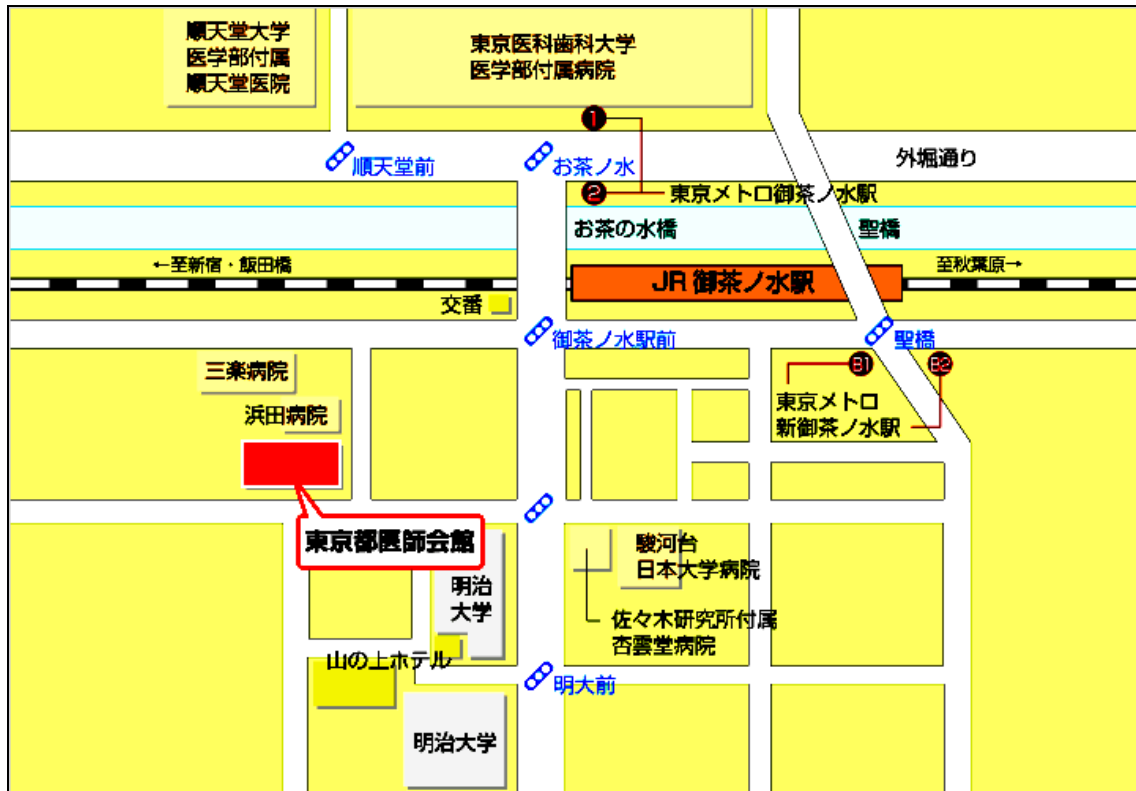 順天堂大学
医学部付属
順天堂医院
東京医科歯科大学
医学部付属病院
1
順天堂前
お茶ノ水
外堀通り
2
東京メトロ御茶ノ水駅
お茶の水橋
聖橋
←至新宿・飯田橋
至秋葉原→
JR 御茶ノ水駅
交番
御茶ノ水駅前
聖橋
三楽病院
B1
B2
浜田病院
東京メトロ
新御茶ノ水駅
東京都医師会館
駿河台
日本大学病院
明治
大学
佐々木研究所付属
杏雲堂病院
山の上ホテル
明大前
明治大学